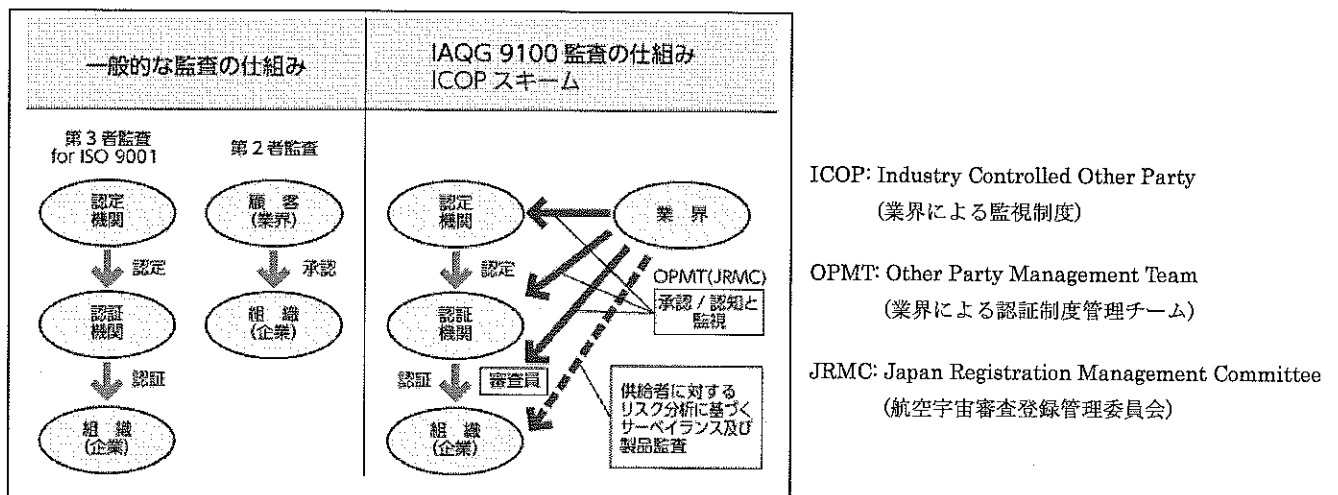 一般的な監査の仕組み
IAQG 9100 監査の仕組み
ICOP スキーム
第3者監査
for ISO 9001
第2者監査
認定
機関
認定
認証
機関
認証
組 織
(企業)
顧 客
(業界)
承認
組 織
(企業)
認定
機関
業 界
認定
OPMT(JRMC)
承認 / 認知と
監視
認証
機関
認証
審査員
組 織
(企業)
供給者に対する
リスク分析に基づく
サーベイランス及び
製品監査
ICOP: Industry Controlled Other Party
(業界による監視制度)
OPMT: Other Party Management Team
(業界による認証制度管理チーム)
JRMC: Japan Registration Management Committee
(航空宇宙審査登録管理委員会)